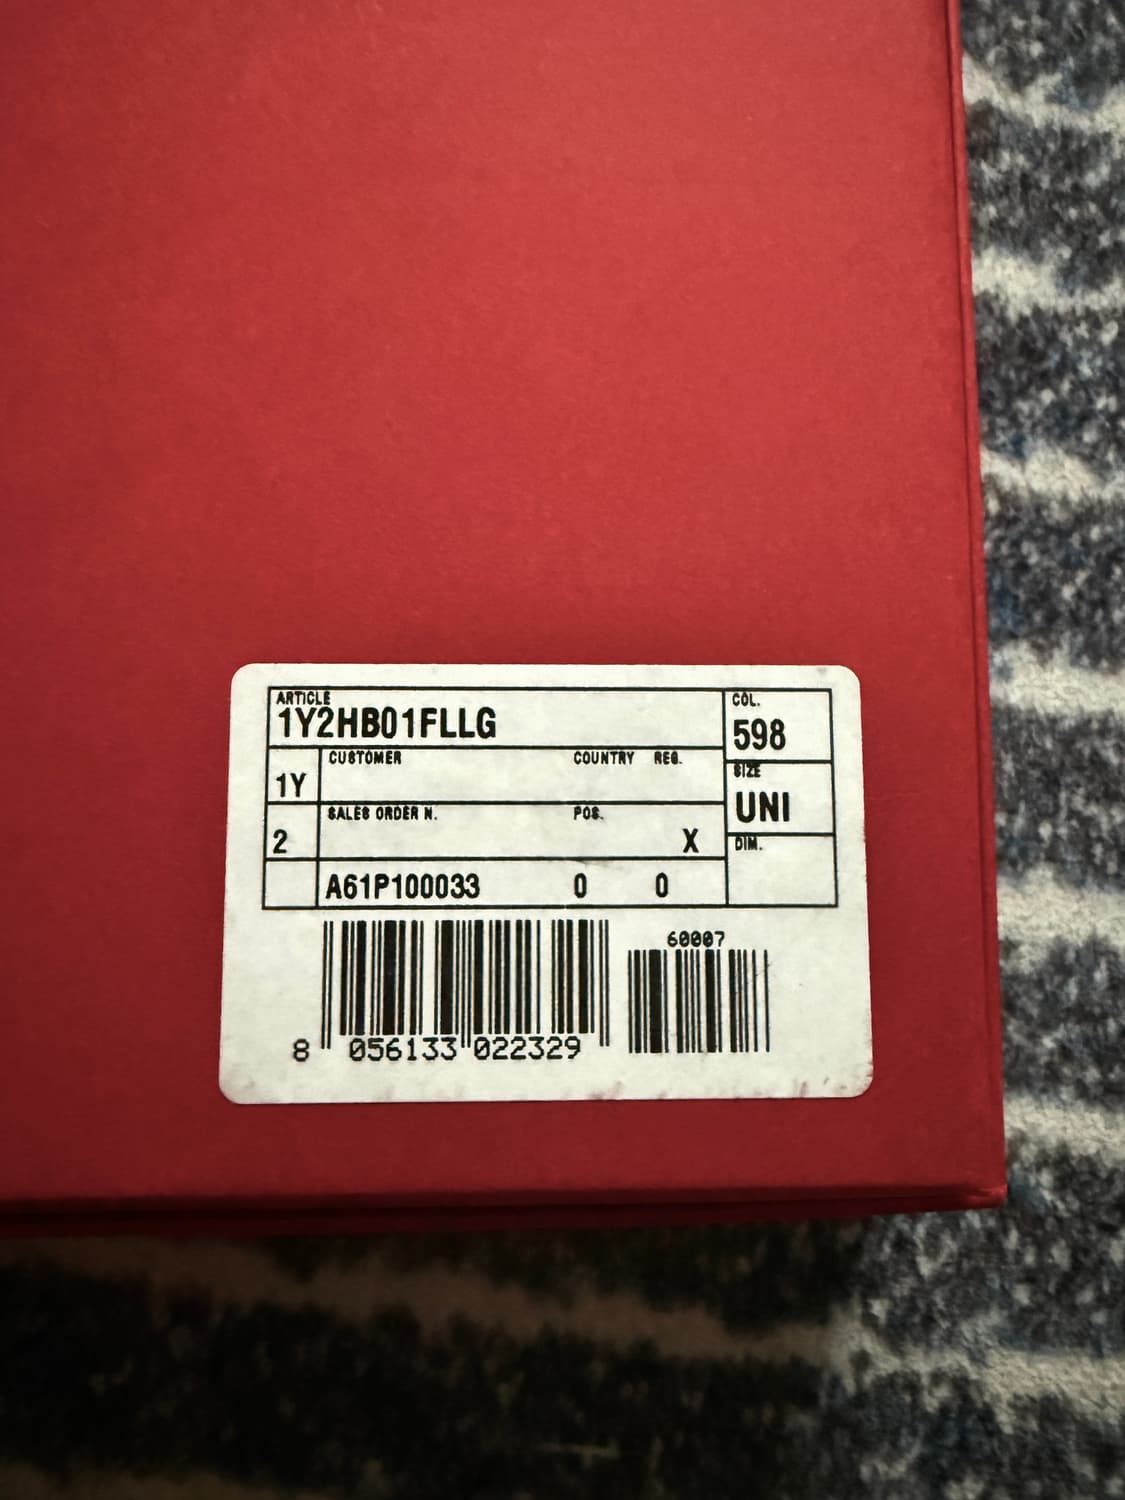 ARTICLE
1Y2HB01FLLG
COL.
598
1Y
CUSTOMER COUNTRY REG.
SIZE
UNI
2
SALES ORDER N. POS.
X
DIM.
A61P100033 0 0
60007
8 056133 022329